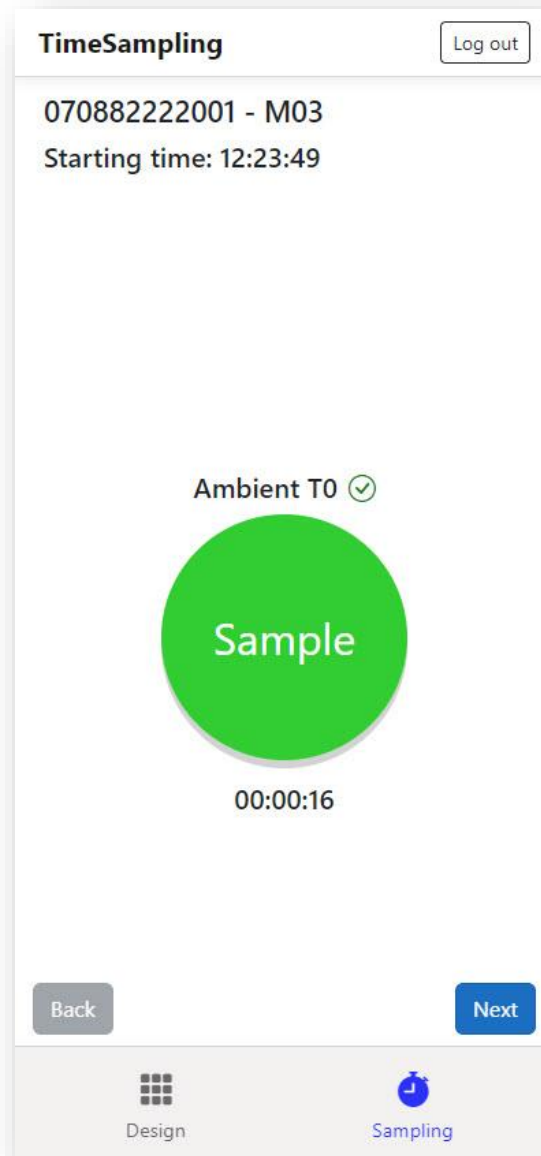 TimeSampling
Log out
070882222001 - M03
Starting time: 12:23:49
Ambient T0
Sample
00:00:16
Back
Next
Design
Sampling